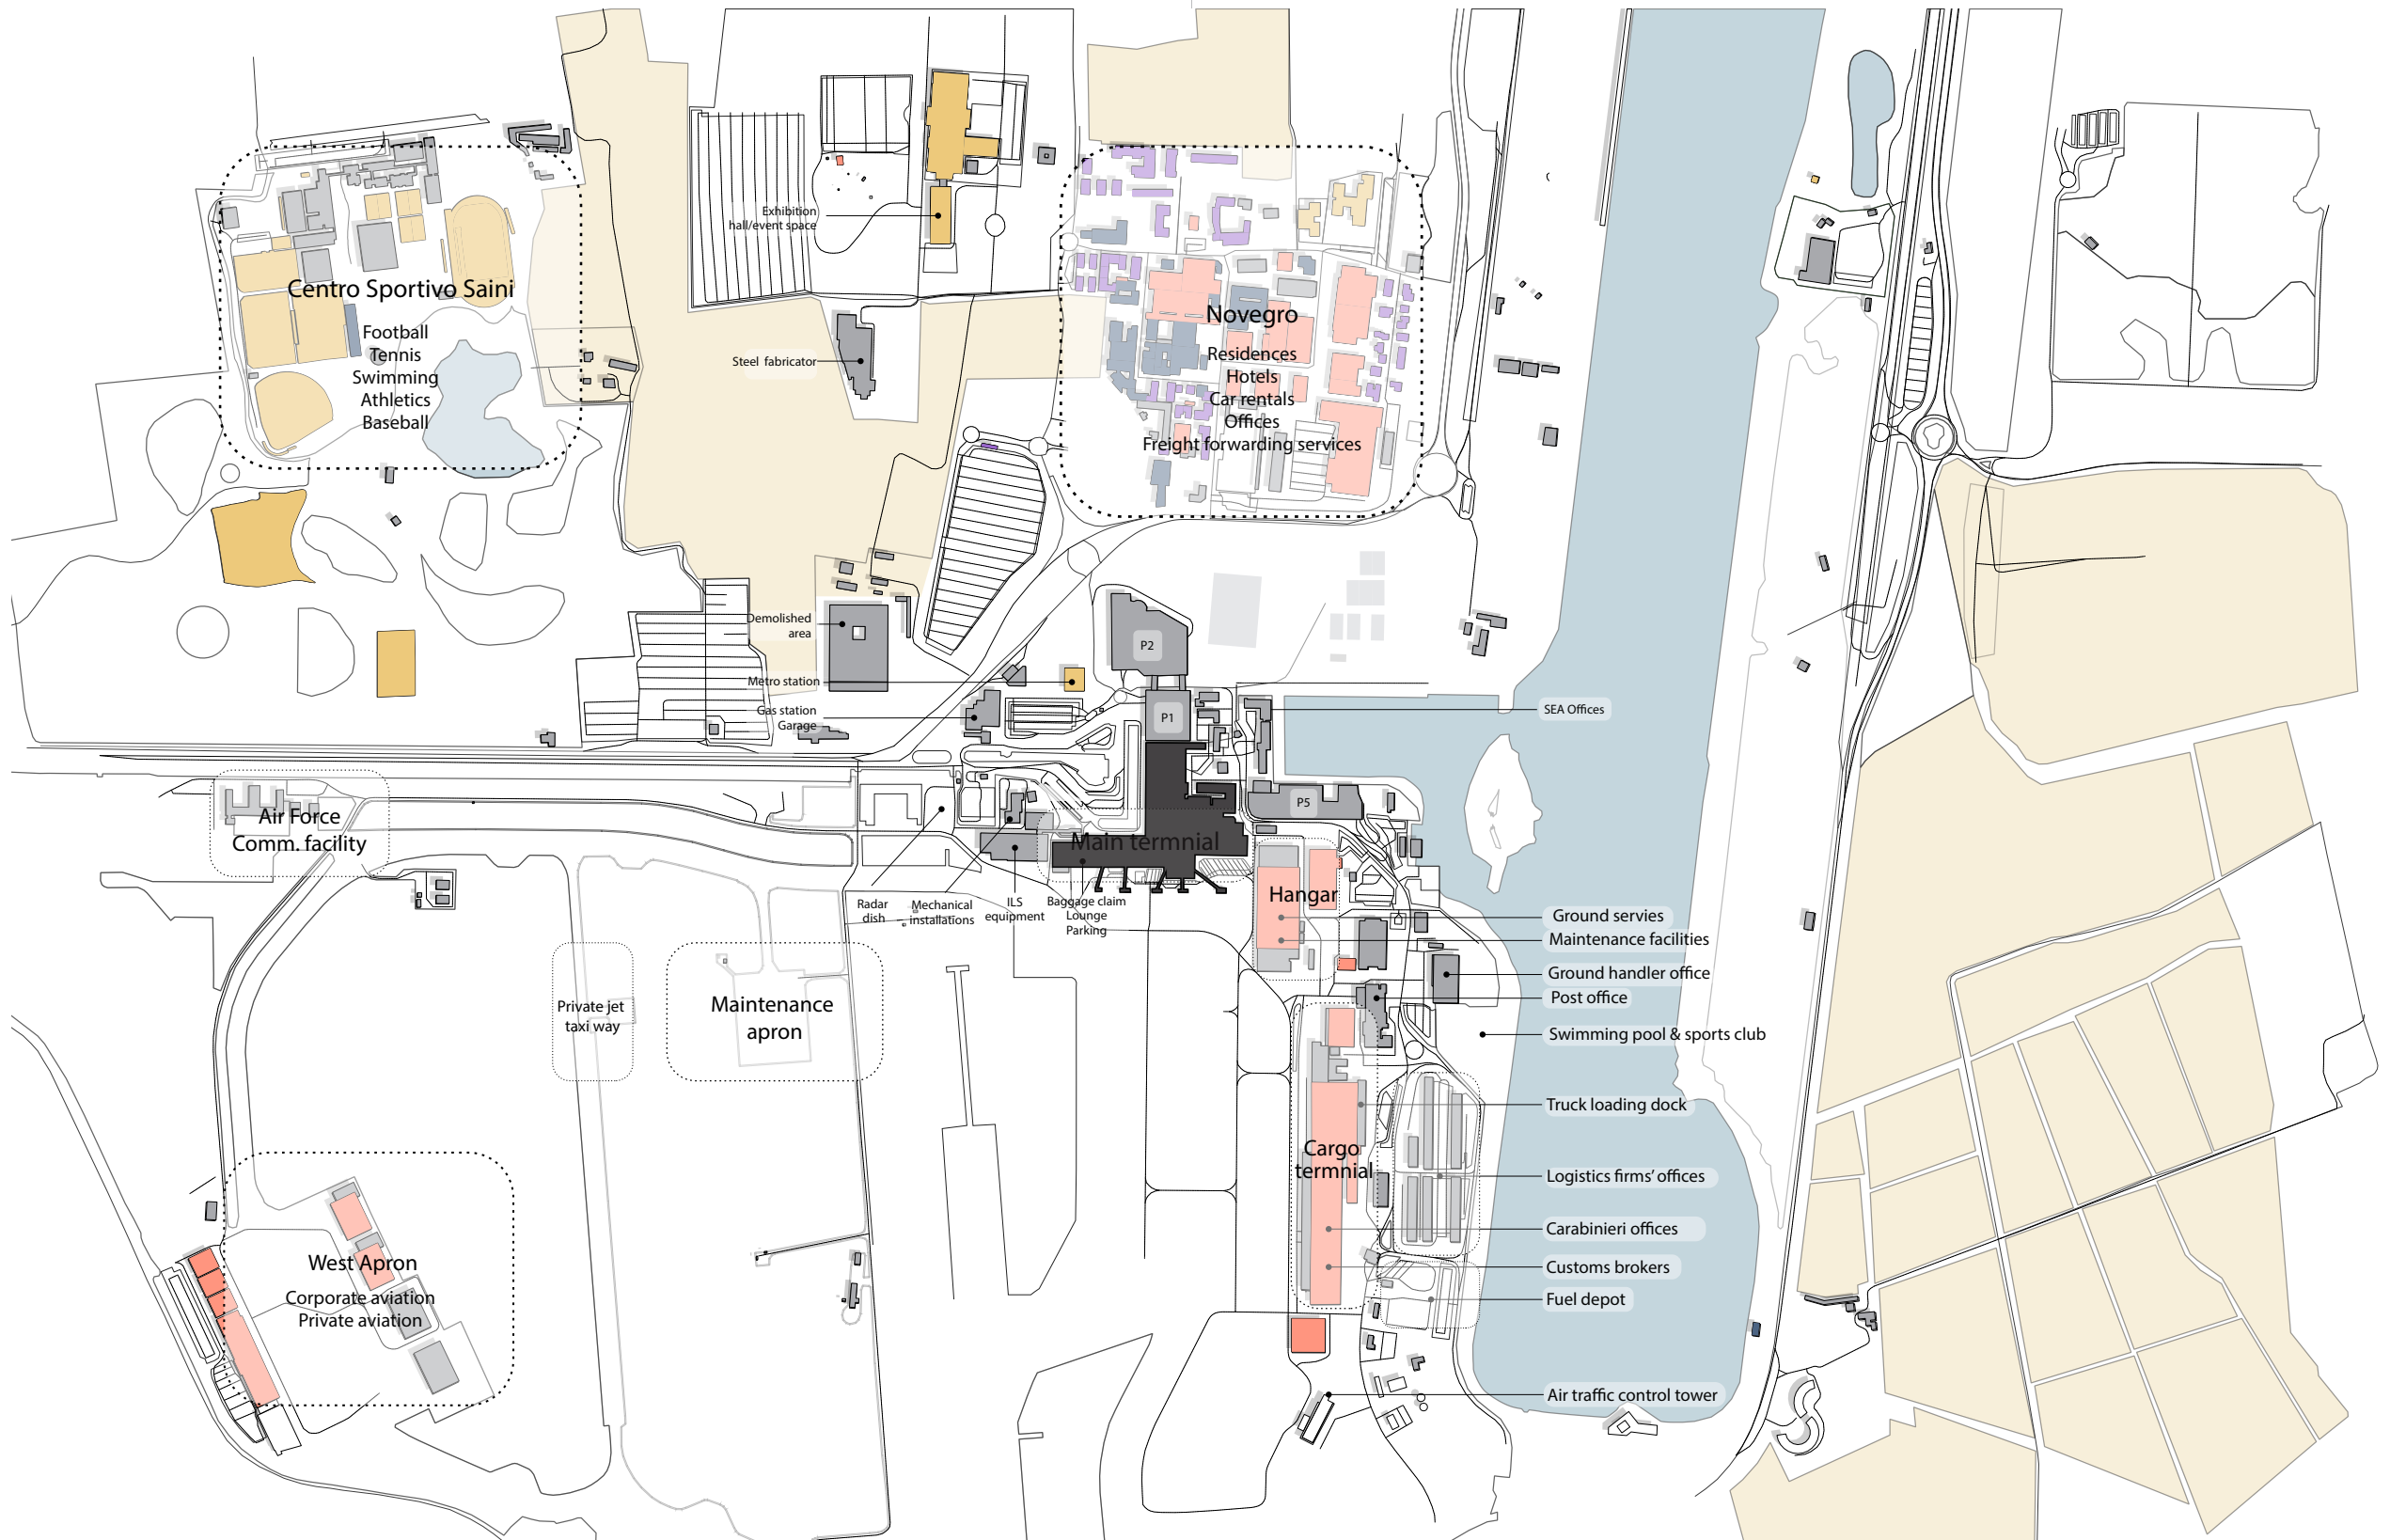 Exhibition
hall/event space
Centro Sportivo Saini
Football
Tennis
Swimming
Athletics
Baseball
Steel fabricator
Novegro
Residences
Hotels
Car rentals
Offices
Freight forwarding services
Demolished
area
P2
Metro station
Gas station
Garage
P1
SEA Offices
P5
Air Force
Comm. facility
Main termnial
Hangar
Radar
dish
Mechanical
installations
ILS
equipment
Baggage claim
Lounge
Parking
Ground servies
Maintenance facilities
Ground handler office
Post office
Private jet
taxi way
Maintenance
apron
Swimming pool & sports club
Truck loading dock
Cargo
termnial
Logistics firms' offices
Carabinieri offices
West Apron
Corporate aviation
Private aviation
Customs brokers
Fuel depot
Air traffic control tower